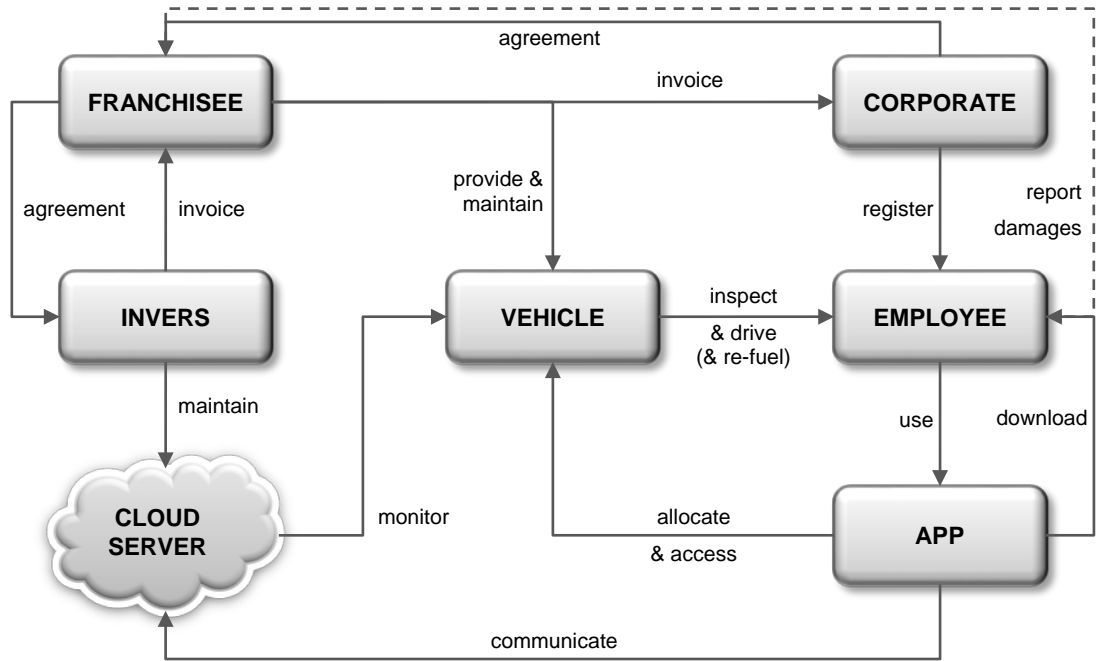 agreement
FRANCHISEE
invoice
CORPORATE
agreement
invoice
provide &
maintain
register
report
damages
INVERS
VEHICLE
inspect
& drive
(& re-fuel)
EMPLOYEE
maintain
use
download
CLOUD
SERVER
monitor
allocate
& access
APP
communicate